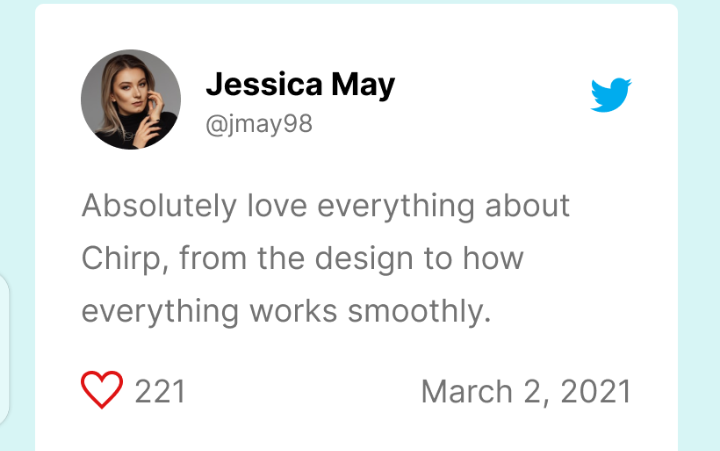 Jessica May
@jmay98
Absolutely love everything about
Chirp, from the design to how
everything works smoothly.
221
March 2, 2021